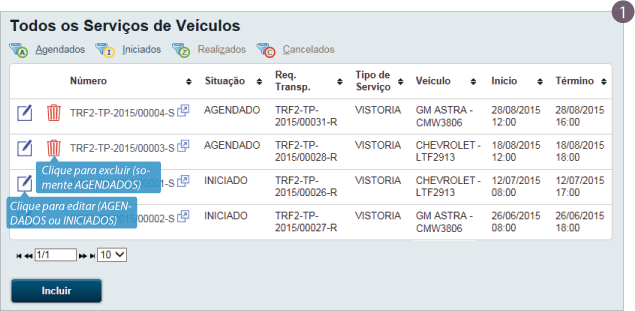 1
Todos os Serviços de Veículos
A Agendados I Iniciados Z Realizados C Cancelados
Número Situação Req. Transp. Tipo de Serviço Veículo Início Término
TRF2-TP-2015/00004-S AGENDADO TRF2-TP-2015/00031-R VISTORIA GM ASTRA - CMW3806 28/08/2015 12:00 28/08/2015 16:00
TRF2-TP-2015/00003-S AGENDADO TRF2-TP-2015/00028-R VISTORIA CHEVROLET - LTF2913 18/08/2015 12:00 18/08/2015 18:00
Clique para excluir (somente AGENDADOS)
001-S INICIADO TRF2-TP-2015/00026-R VISTORIA CHEVROLET - LTF2913 12/07/2015 08:00 12/07/2015 17:00
Clique para editar (AGENDADOS ou INICIADOS)
/00002-S INICIADO TRF2-TP-2015/00027-R VISTORIA GM ASTRA - CMW3806 26/06/2015 08:00 26/06/2015 18:00
1/1 10
Incluir